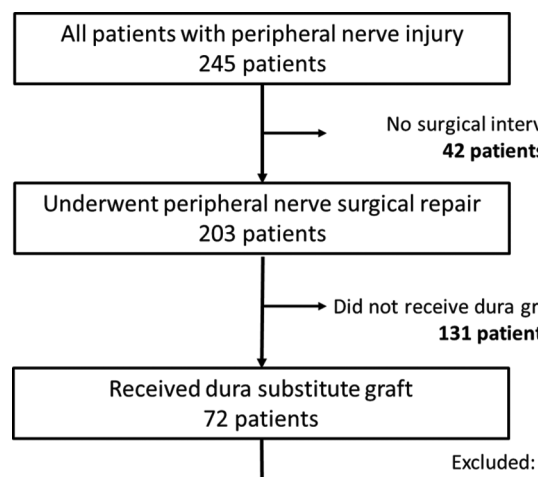 All patients with peripheral nerve injury
245 patients
No surgical interv
42 patients
Underwent peripheral nerve surgical repair
203 patients
Did not receive dura gr
131 patient
Received dura substitute graft
72 patients
Excluded: